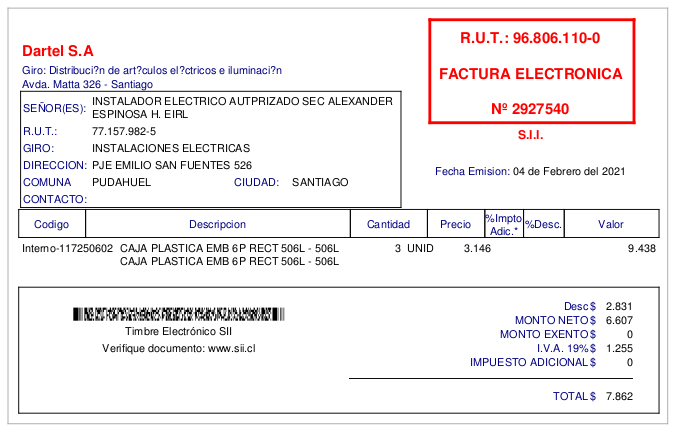 Dartel S.A
Giro: Distribuci?n de art?culos el?ctricos e iluminaci?n
Avda. Matta 326 - Santiago
R.U.T.: 96.806.110-0
FACTURA ELECTRONICA
Nº 2927540
S.I.I.
SEÑOR(ES): INSTALADOR ELECTRICO AUTPRIZADO SEC ALEXANDER
ESPINOSA H. EIRL
R.U.T.: 77.157.982-5
GIRO: INSTALACIONES ELECTRICAS
DIRECCION: PJE EMILIO SAN FUENTES 526
COMUNA PUDAHUEL CIUDAD: SANTIAGO
CONTACTO:
Fecha Emision: 04 de Febrero del 2021
Codigo Descripcion Cantidad Precio %Impto Adic.* %Desc. Valor
Interno-117250602 CAJA PLASTICA EMB 6P RECT 506L - 506L 3 UNID 3.146 9.438
CAJA PLASTICA EMB 6P RECT 506L - 506L
Timbre Electrónico SII
Verifique documento: www.sii.cl
Desc$ 2.831
MONTO NETO$ 6.607
MONTO EXENTO$ 0
I.V.A. 19%$ 1.255
IMPUESTO ADICIONAL$ 0
TOTAL$ 7.862